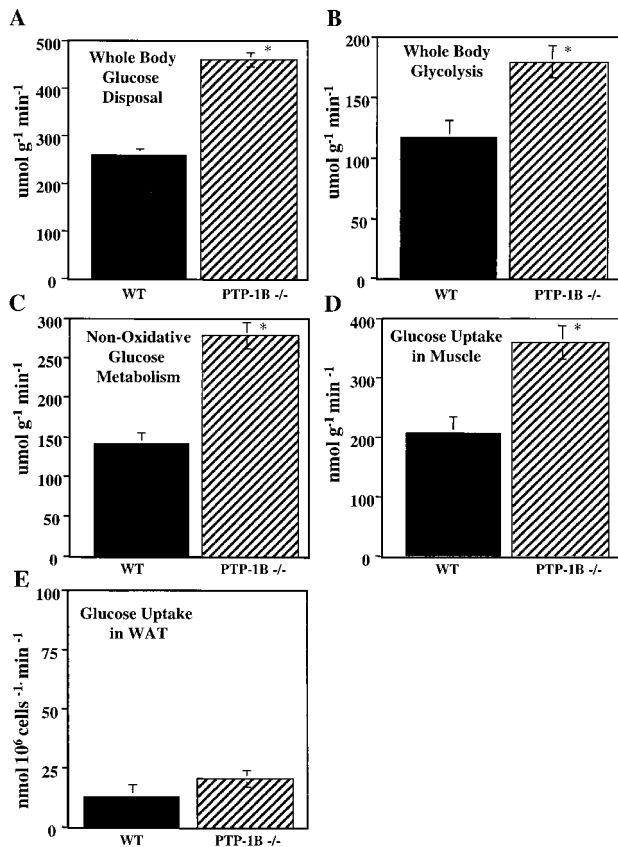 A
Whole Body
Glucose
Disposal
*
umol g-1 min-1
500
400
300
200
100
0
WT
PTP-1B -/-
B
Whole Body
Glycolysis
*
umol g-1 min-1
200
150
100
50
0
WT
PTP-1B -/-
C
Non-Oxidative
Glucose
Metabolism
*
umol g-1 min-1
300
250
200
150
100
50
0
WT
PTP-1B -/-
D
Glucose Uptake
in Muscle
*
nmol g-1 min -1
400
300
200
100
0
WT
PTP-1B -/-
E
Glucose Uptake
in WAT
nmol 10⁶ cells -1. min -1
100
75
50
25
0
WT
PTP-1B -/-